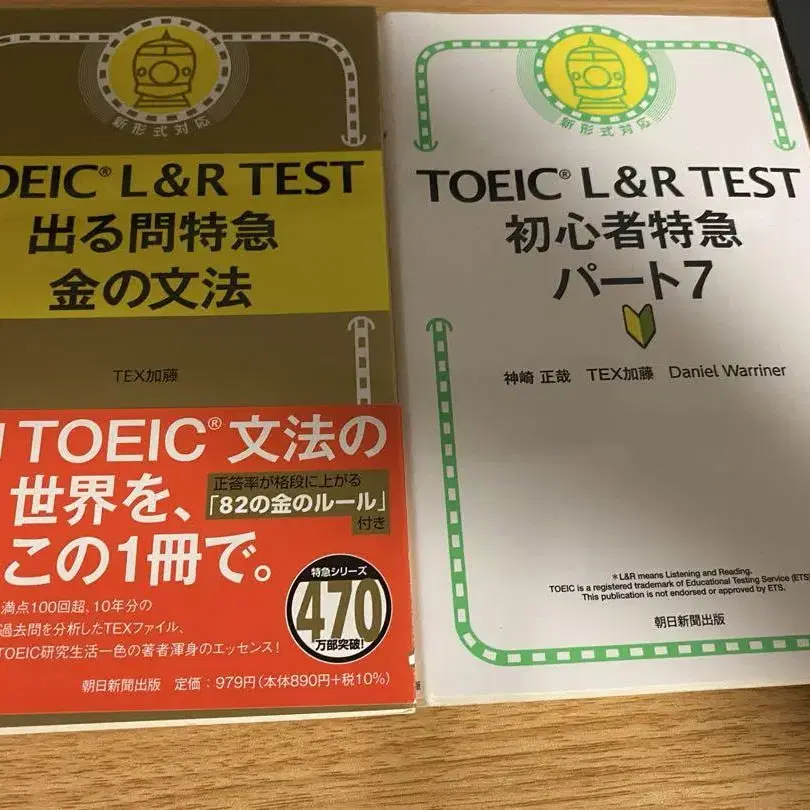 新形式対応
TOEIC® L&R TEST
出る問特急
金の文法
TEX加藤
TOEIC®文法の
世界を、
この1冊で。
正答率が格段に上がる
「82の金のルール」
付き
特急シリーズ
470
万部突破!
満点100回超、10年分の
過去問を分析したTEXファイル、
TOEIC研究生活一色の著者渾身のエッセンス!
朝日新聞出版 定価:979円(本体890円+税10%)
新形式対応
TOEIC® L&R TEST
初心者特急
パート7
神崎 正哉 TEX加藤 Daniel Warriner
*L&R means Listening and Reading.
TOEIC is a registered trademark of Educational Testing Service (ETS)
This publication is not endorsed or approved by ETS.
朝日新聞出版